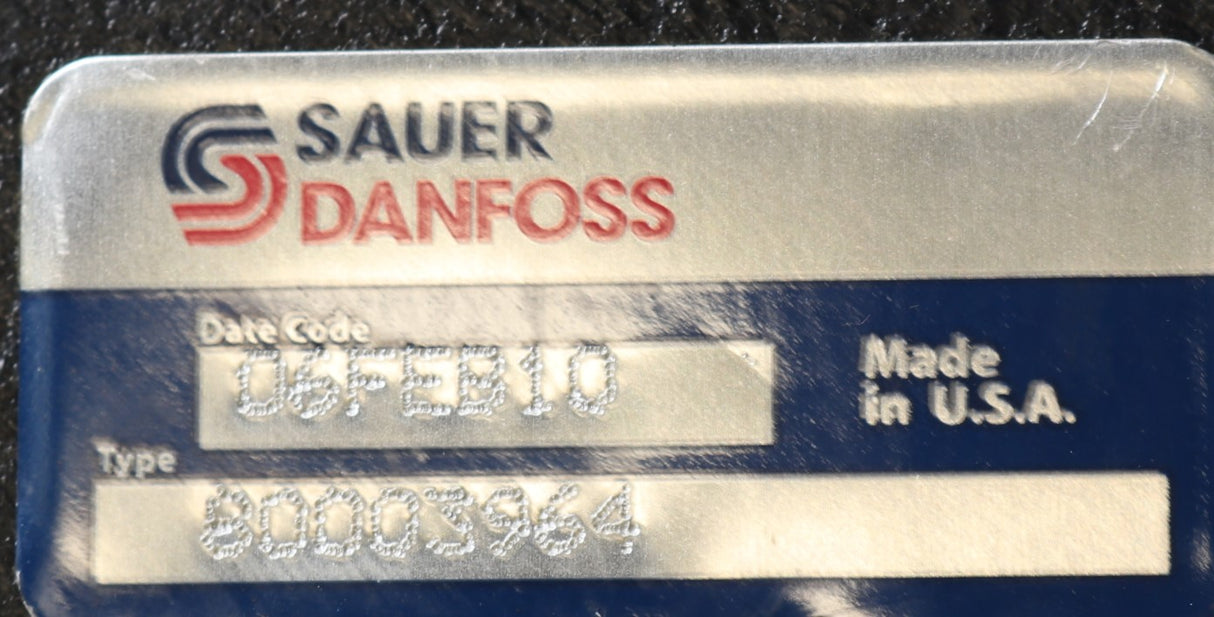 SAUER
DANFOSS
Date Code
06FEB10
Made
in U.S.A.
Type
80003964